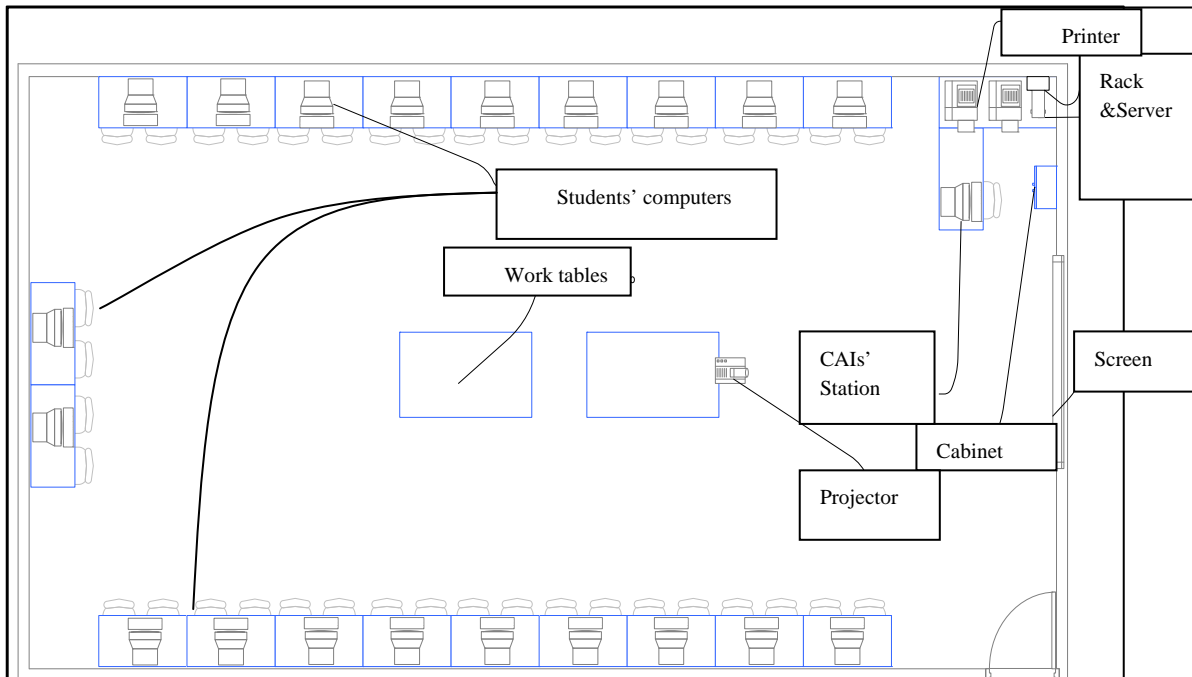 Printer
Rack
&Server
Students’ computers
Work tables
CAIs’
Station
Screen
Cabinet
Projector